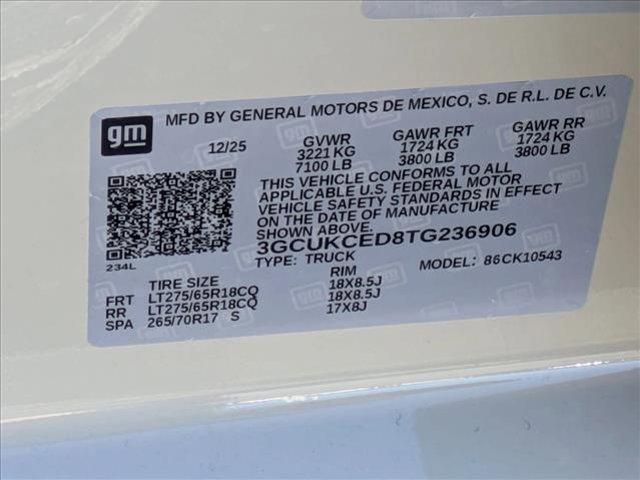 gm
MFD BY GENERAL MOTORS DE MEXICO, S. DE R.L. DE C.V.
12/25 GVWR GAWR FRT GAWR RR
3221 KG 1724 KG 1724 KG
7100 LB 3800 LB 3800 LB
THIS VEHICLE CONFORMS TO ALL
APPLICABLE U.S. FEDERAL MOTOR
VEHICLE SAFETY STANDARDS IN EFFECT
ON THE DATE OF MANUFACTURE
SHOWN ABOVE.
3GCUKCED8TG236906
234L
TYPE: TRUCK MODEL: 86CK10543
TIRE SIZE RIM
FRT LT275/65R18CQ 18X8.5J
RR LT275/65R18CQ 18X8.5J
SPA 265/70R17 S 17X8J